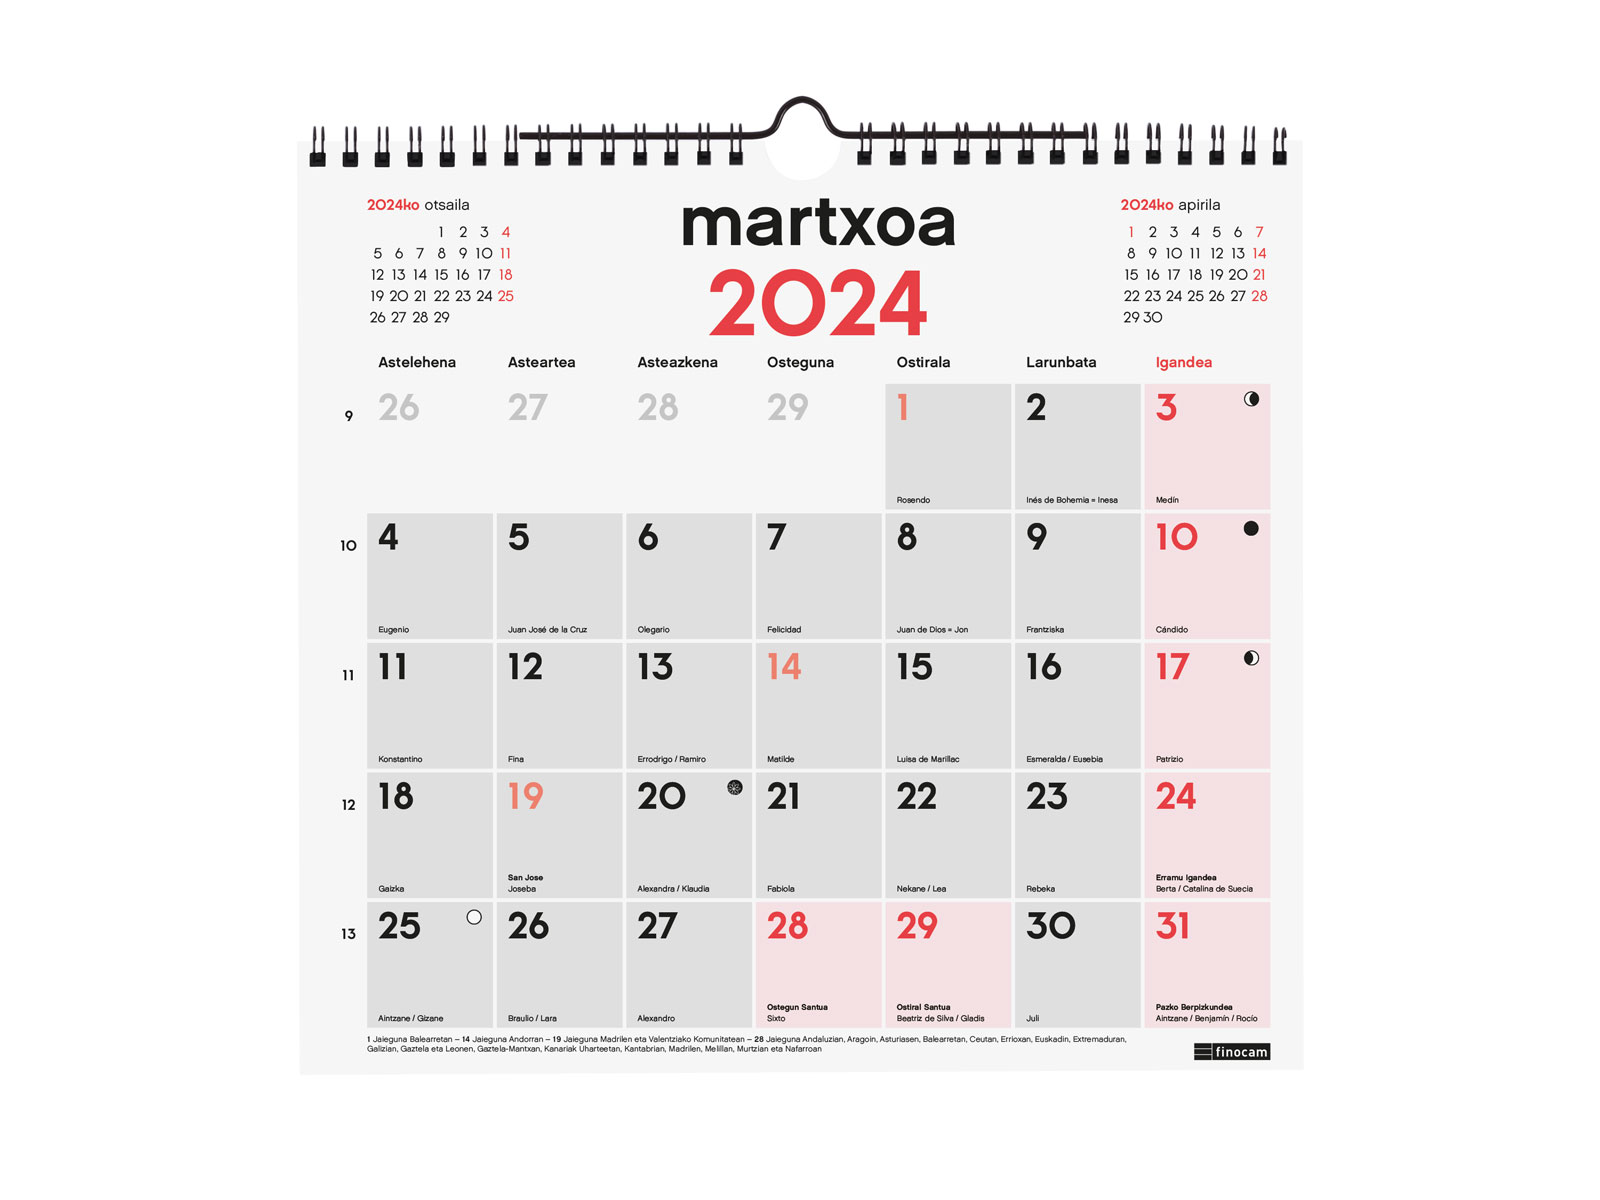 2024ko otsaila
1 2 3 4
5 6 7 8 9 10 11
12 13 14 15 16 17 18
19 20 21 22 23 24 25
26 27 28 29
martxoa
2024
2024ko apirila
1 2 3 4 5 6 7
8 9 10 11 12 13 14
15 16 17 18 19 20 21
22 23 24 25 26 27 28
29 30
Astelehena Asteartea Asteazkena Osteguna Ostirala Larunbata Igandea
9 26 27 28 29 1 2 3
Rosendo Inés de Bohemia = Inesa Medín
10 4 5 6 7 8 9 10
Eugenio Juan José de la Cruz Olegario Felicidad Juan de Dios = Jon Frantziska Cándido
11 11 12 13 14 15 16 17
Konstantino Fina Errodrigo / Ramiro Matilde Luisa de Marillac Esmeralda / Eusebia Patrizio
12 18 19 20 21 22 23 24
San Jose Erramu igandea
Gaizka Joseba Alexandra / Klaudia Fabiola Nekane / Lea Rebeka Berta / Catalina de Suecia
13 25 26 27 28 29 30 31
Ostegun Santua Ostiral Santua Pazko Berpizkundea
Aintzane / Gizane Braulio / Lara Alexandro Sixto Beatriz de Silva / Gladis Juli Aintzane / Benjamín / Rocío
1 Jaieguna Balearretan – 14 Jaieguna Andorran – 19 Jaieguna Madrilen eta Valentziako Komunitatean – 28 Jaieguna Andaluzian, Aragoin, Asturiasen, Balearretan, Ceutan, Errioxan, Euskadin, Extremaduran,
Galizian, Gaztela eta Leonen, Gaztela-Mantxan, Kanariak Uharteetan, Kantabrian, Madrilen, Melillan, Murtzian eta Nafarroan
finocam